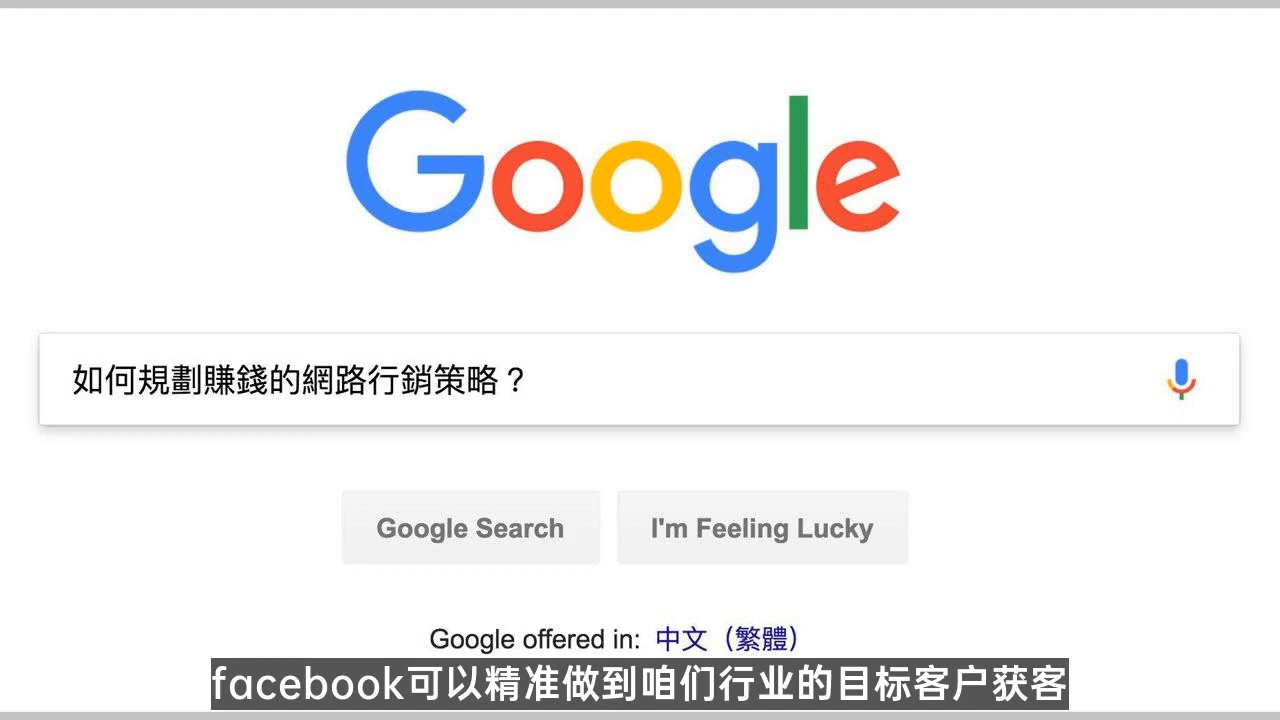 Google
如何規劃賺錢的網路行銷策略？
Google Search I'm Feeling Lucky
Google offered in: 中文（繁體）
facebook可以精准做到咱们行业的目标客户获客